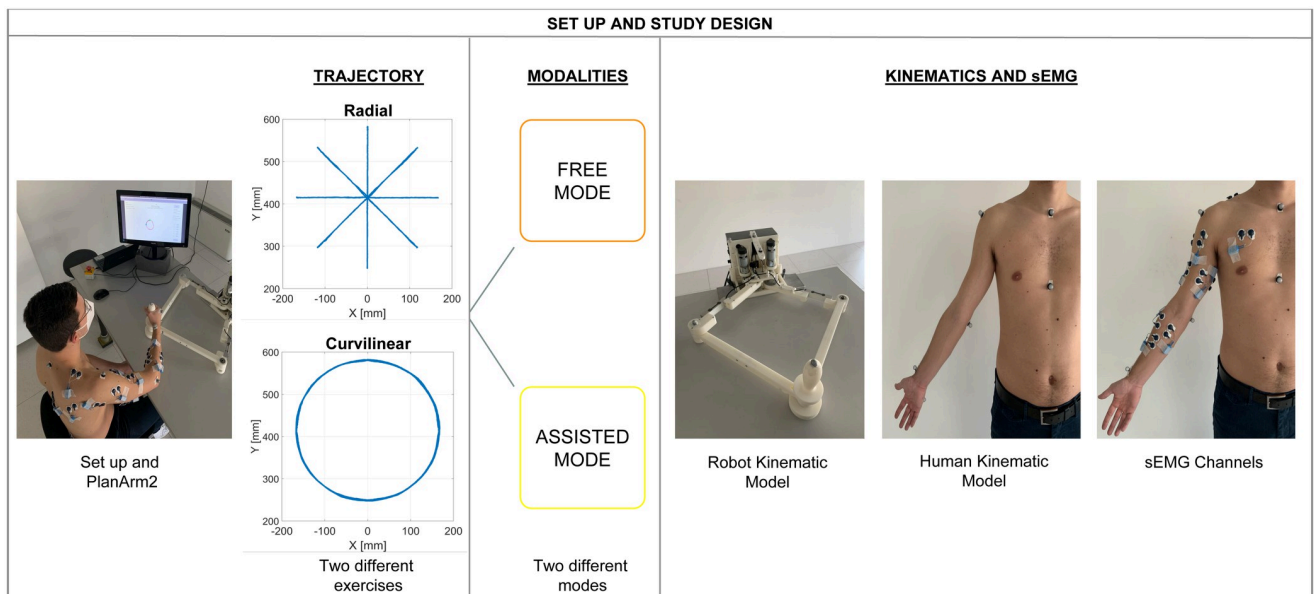 SET UP AND STUDY DESIGN
TRAJECTORY
Radial
600
500
400
300
200
Y [mm]
-200 -100 0 100 200
X [mm]
Curvilinear
600
500
400
300
200
Y [mm]
-200 -100 0 100 200
X [mm]
Set up and
PlanArm2
Two different
exercises
MODALITIES
FREE
MODE
ASSISTED
MODE
Two different
modes
KINEMATICS AND sEMG
Robot Kinematic
Model
Human Kinematic
Model
sEMG Channels